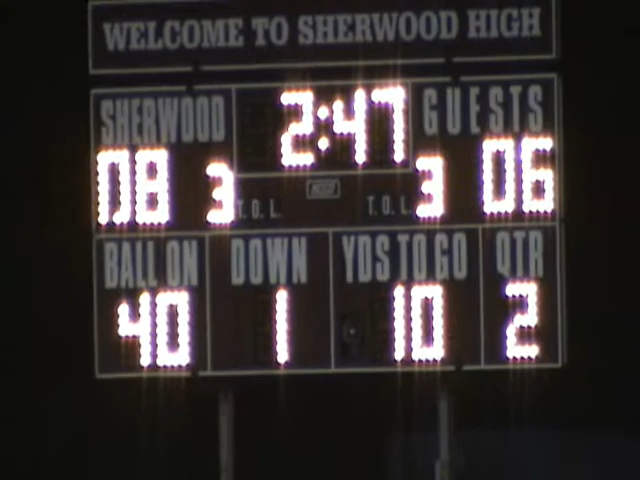 WELCOME TO SHERWOOD HIGH
SHERWOOD 2:47 GUESTS
08 3 T.O.L. T.O.L. 3 06
BALL ON DOWN YDS TO GO QTR
40 1 10 2